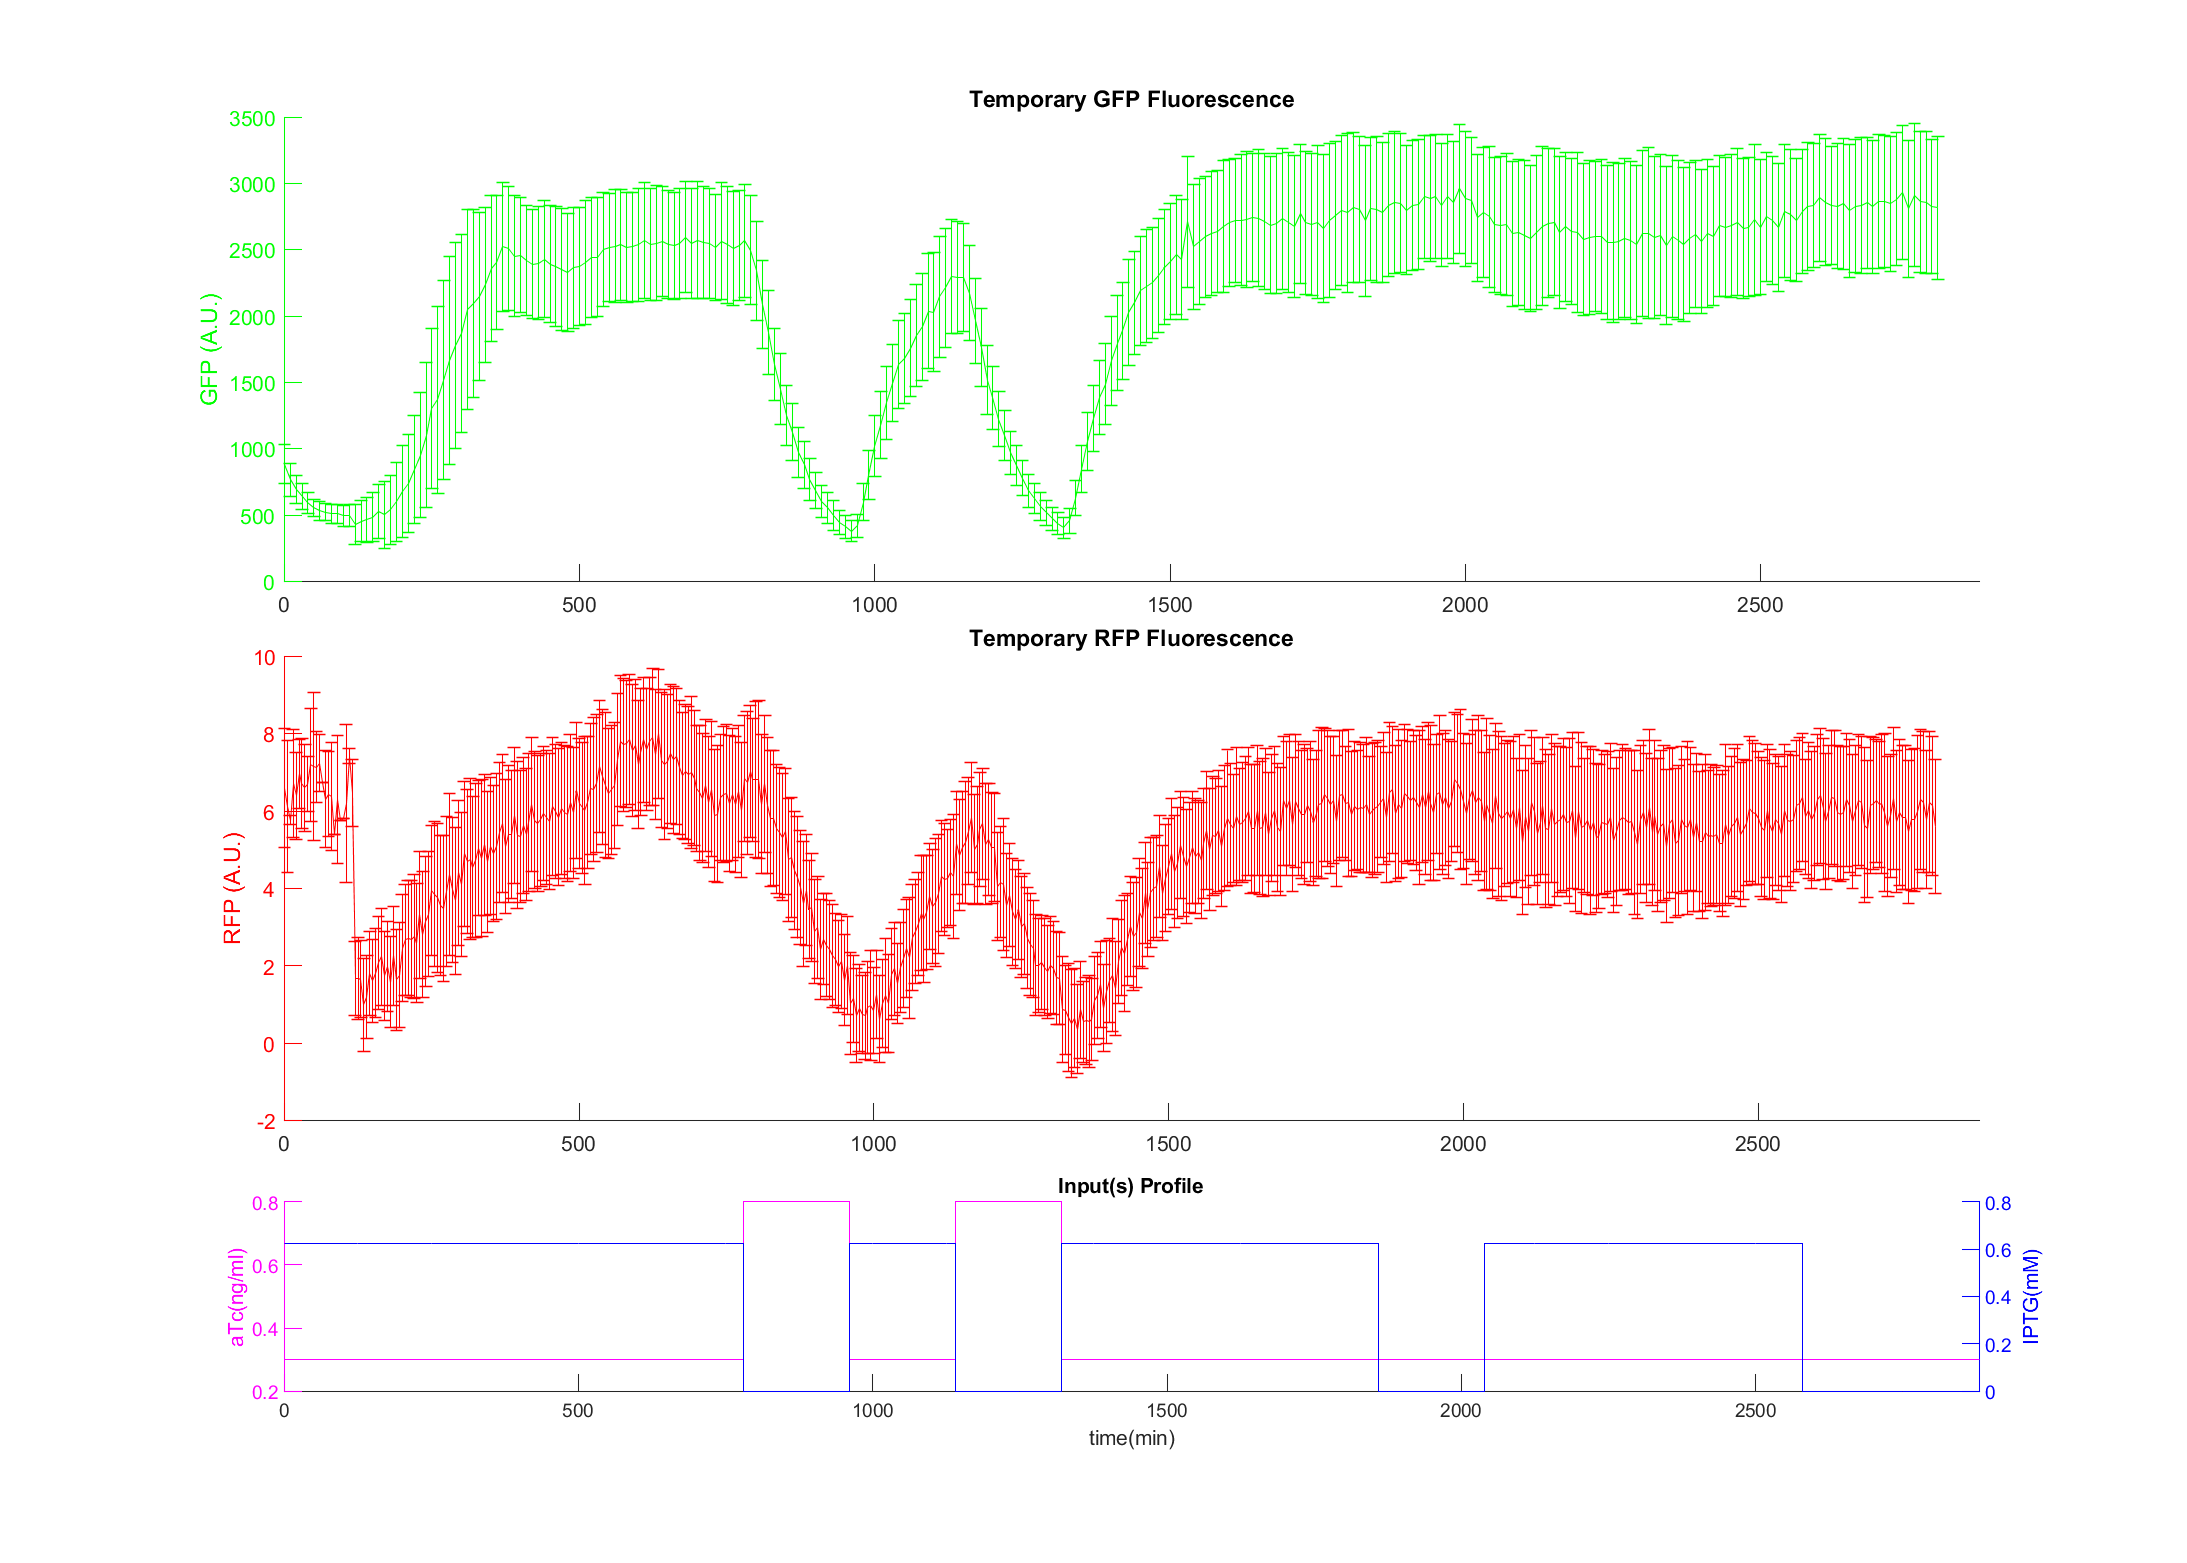 Temporary GFP Fluorescence
GFP (A.U.)
3500
3000
2500
2000
1500
1000
500
0
0 500 1000 1500 2000 2500
Temporary RFP Fluorescence
RFP (A.U.)
10
8
6
4
2
0
-2
0 500 1000 1500 2000 2500
Input(s) Profile
aTc(ng/ml)
0.8
0.6
0.4
0.2
0.8
0.6
0.4
0.2
0
IPTG(mM)
0 500 1000 1500 2000 2500
time(min)